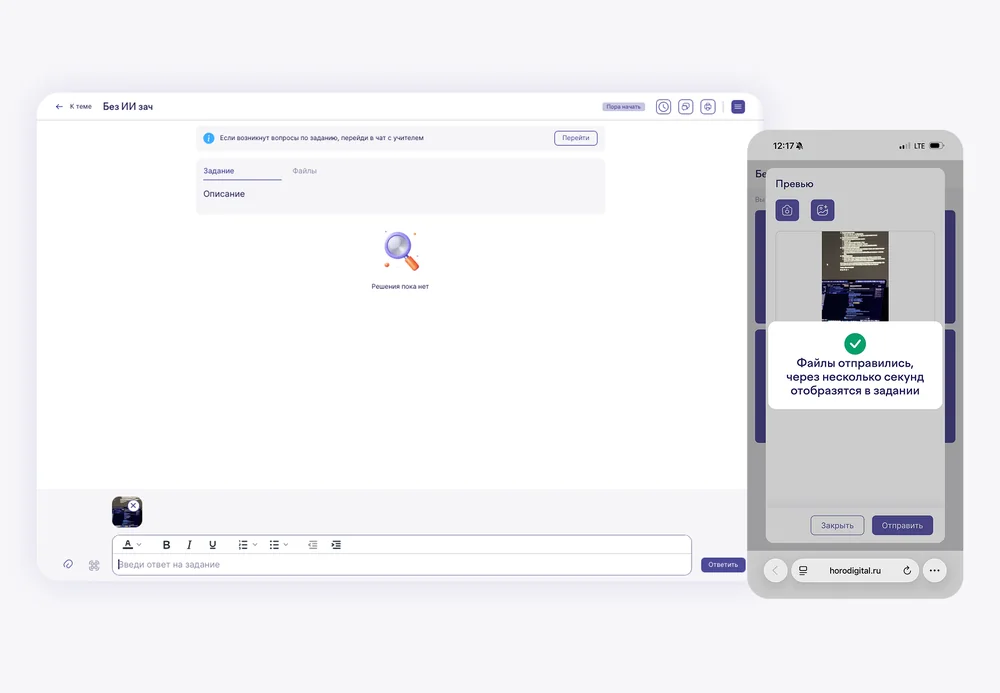 К теме
Без ИИ зач
Пора начать
Если возникнут вопросы по заданию, перейди в чат с учителем
Перейти
Задание
Файлы
Описание
Решения пока нет
A
B
I
U
Введи ответ на задание
Ответить
12:17
LTE
Бе
Вы
Превью
Файлы отправились,
через несколько секунд
отобразятся в задании
Закрыть
Отправить
horodigital.ru